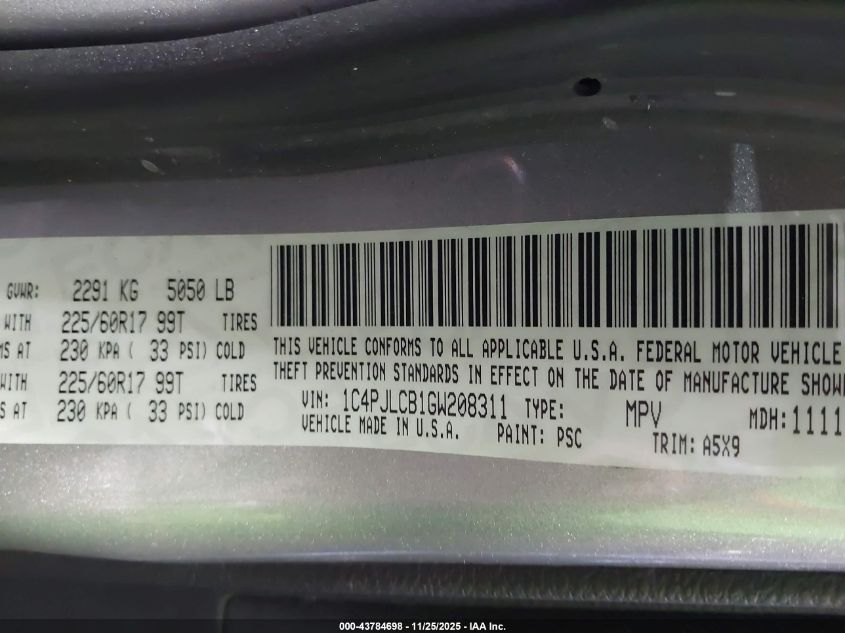 GVWR: 2291 KG 5050 LB
WITH 225/60R17 99T TIRES
MS AT 230 KPA ( 33 PSI) COLD
WITH 225/60R17 99T TIRES
S AT 230 KPA ( 33 PSI) COLD
THIS VEHICLE CONFORMS TO ALL APPLICABLE U.S.A. FEDERAL MOTOR VEHICLE
THEFT PREVENTION STANDARDS IN EFFECT ON THE DATE OF MANUFACTURE SHOW
VIN: 1C4PJLCB1GW208311 TYPE: MPV MDH: 1111
VEHICLE MADE IN U.S.A. PAINT: PSC TRIM: A5X9
000-43784698 - 11/25/2025 - IAA Inc.